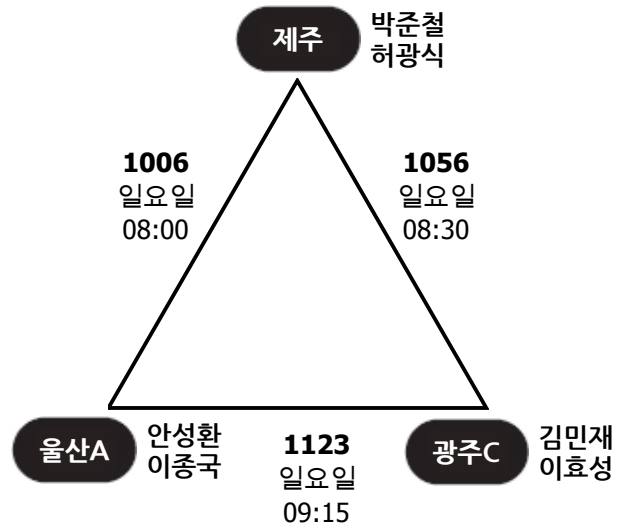 제주
박준철
허광식
1006
일요일
08:00
1056
일요일
08:30
울산A
안성환
이종국
1123
일요일
09:15
광주C
김민재
이효성